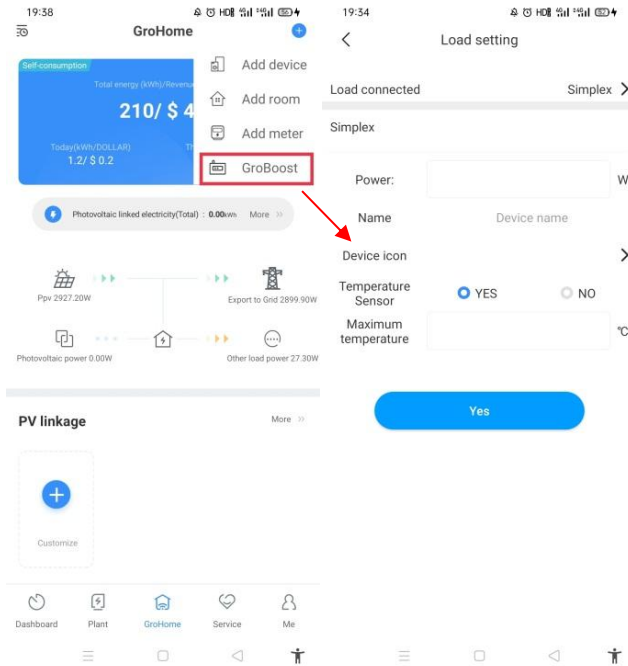 19:38
GroHome
Self-consumption
Total energy (kWh)/Revenu
210/ $ 4
Today(kWh/DOLLAR)
Th
1.2/ $ 0.2
Add device
Add room
Add meter
GroBoost
Photovoltaic linked electricity(Total) : 0.00kWh More
Ppv 2927.20W
Export to Grid 2899.90W
Photovoltaic power 0.00W
Other load power 27.30W
PV linkage
More
Customize
Dashboard
Plant
GroHome
Service
Me
19:34
Load setting
Load connected
Simplex
Simplex
Power:
W
Name
Device name
Device icon
Temperature
Sensor
YES
NO
Maximum
temperature
℃
Yes